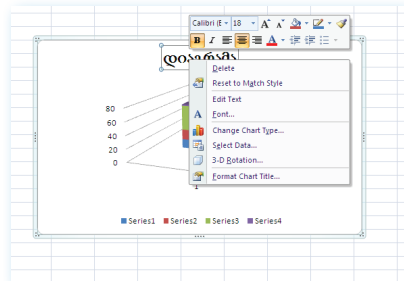 Calibri (E 18
B I A
დიაგრამა
Delete
Reset to Match Style
Edit Text
Font...
Change Chart Type...
Select Data...
3-D Rotation...
Format Chart Title...
80
60
40
20
0
1
Series1 Series2 Series3 Series4